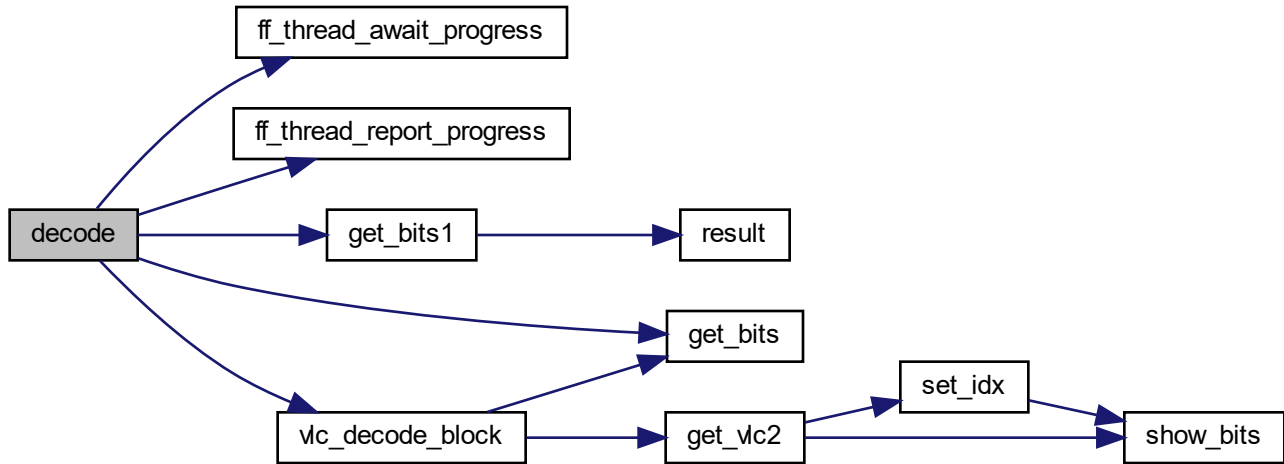 ff_thread_await_progress
ff_thread_report_progress
decode
get_bits1
result
get_bits
set_idx
vlc_decode_block
get_vlc2
show_bits